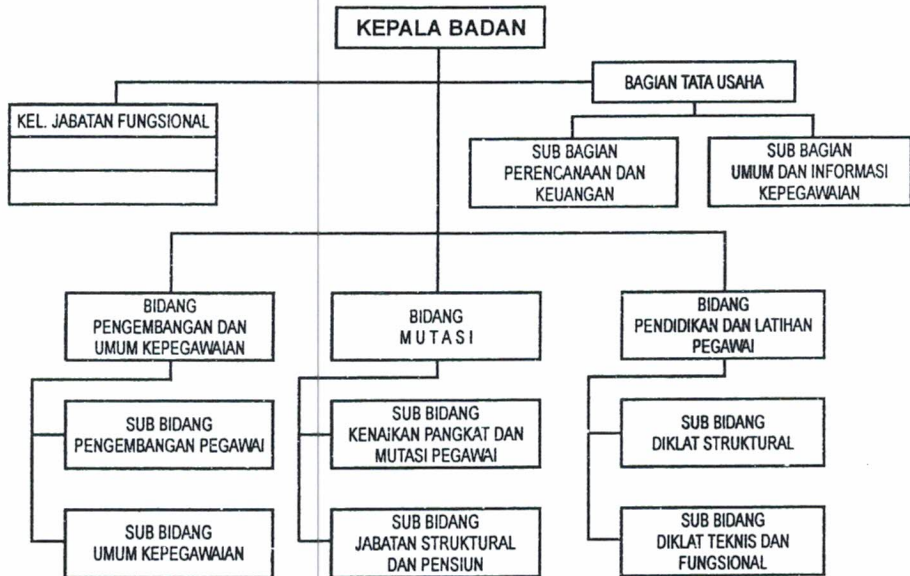 KEPALA BADAN
BAGIAN TATA USAHA
KEL. JABATAN FUNGSIONAL
SUB BAGIAN
PERENCANAAN DAN
KEUANGAN
SUB BAGIAN
UMUM DAN INFORMASI
KEPEGAWAIAN
BIDANG
PENGEMBANGAN DAN
UMUM KEPEGAWAIAN
BIDANG
MUTASI
BIDANG
PENDIDIKAN DAN LATIHAN
PEGAWAI
SUB BIDANG
PENGEMBANGAN PEGAWAI
SUB BIDANG
KENAIKAN PANGKAT DAN
MUTASI PEGAWAI
SUB BIDANG
DIKLAT STRUKTURAL
SUB BIDANG
UMUM KEPEGAWAIAN
SUB BIDANG
JABATAN STRUKTURAL
DAN PENSIUN
SUB BIDANG
DIKLAT TEKNIS DAN
FUNGSIONAL